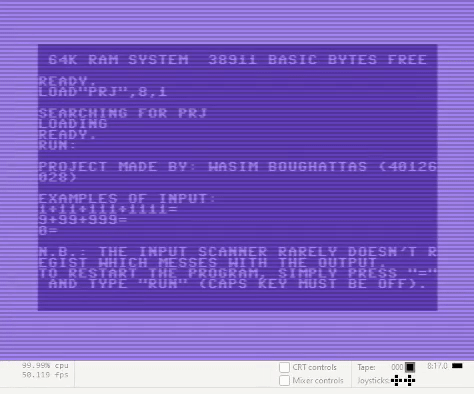 64K RAM SYSTEM 38911 BASIC BYTES FREE
READY.
LOAD"PRJ",8,1
SEARCHING FOR PRJ
LOADING
READY.
RUN:
PROJECT MADE BY: WASIM BOUGHATTAS (40126
028)
EXAMPLES OF INPUT:
1+11+111+1111=
9+99+999=
0=
N.B.: THE INPUT SCANNER RARELY DOESN'T R
EGIST WHICH MESSES WITH THE OUTPUT.
TO RESTART THE PROGRAM, SIMPLY PRESS "="
AND TYPE "RUN" (CAPS KEY MUST BE OFF).
99.99% cpu
50.119 fps
CRT controls
Mixer controls
Tape: 000
Joysticks:
8:17.0